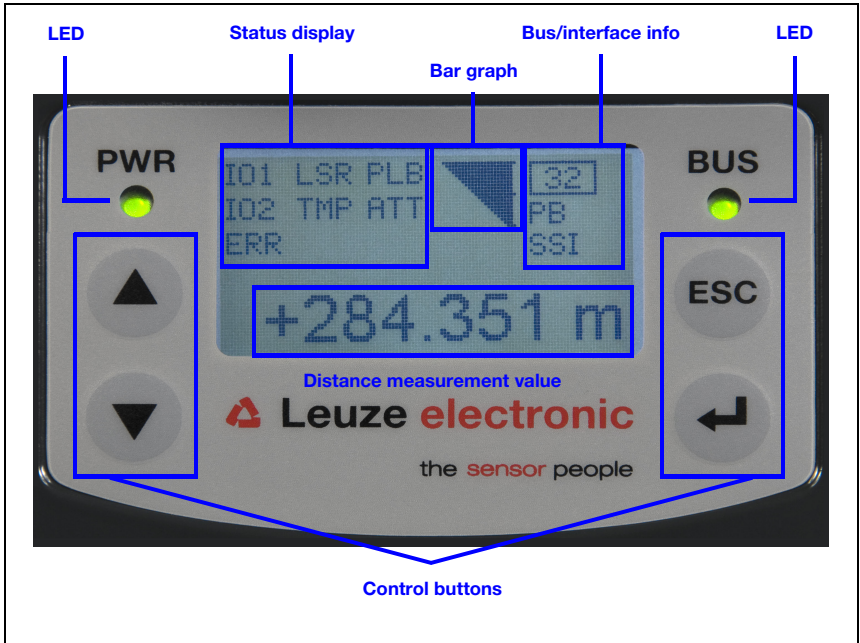 LED Status display Bus/interface info LED
Bar graph
PWR
BUS
IO1 LSR PLB
IO2 TMP ATT
ERR
32
PB
SSI
ESC
+284.351 m
Distance measurement value
Leuze electronic
the sensor people
Control buttons